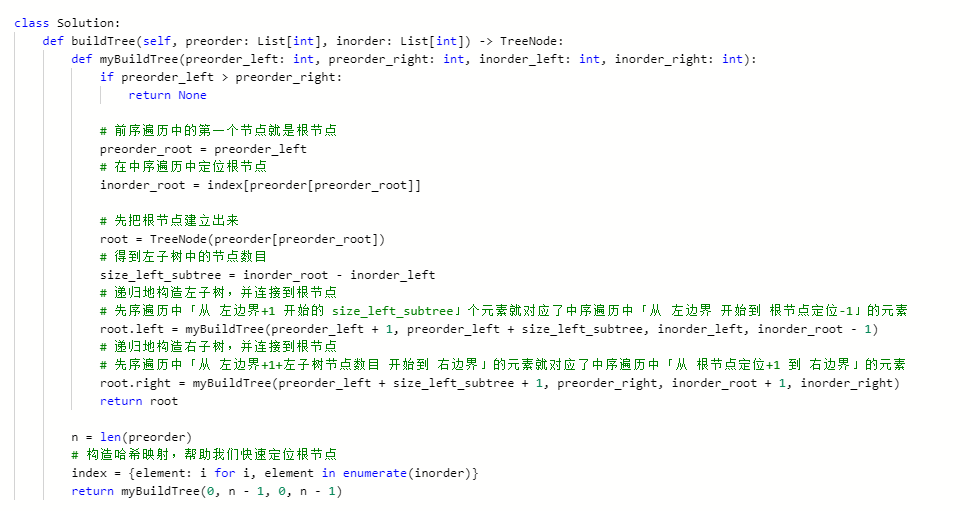 class Solution:
    def buildTree(self, preorder: List[int], inorder: List[int]) -> TreeNode:
        def myBuildTree(preorder_left: int, preorder_right: int, inorder_left: int, inorder_right: int):
            if preorder_left > preorder_right:
                return None

            # 前序遍历中的第一个节点就是根节点
            preorder_root = preorder_left
            # 在中序遍历中定位根节点
            inorder_root = index[preorder[preorder_root]]

            # 先把根节点建立出来
            root = TreeNode(preorder[preorder_root])
            # 得到左子树中的节点数目
            size_left_subtree = inorder_root - inorder_left
            # 递归地构造左子树，并连接到根节点
            # 先序遍历中「从 左边界+1 开始的 size_left_subtree」个元素就对应了中序遍历中「从 左边界 开始到 根节点定位-1」的元素
            root.left = myBuildTree(preorder_left + 1, preorder_left + size_left_subtree, inorder_left, inorder_root - 1)
            # 递归地构造右子树，并连接到根节点
            # 先序遍历中「从 左边界+1+左子树节点数目 开始到 右边界」的元素就对应了中序遍历中「从 根节点定位+1 到 右边界」的元素
            root.right = myBuildTree(preorder_left + size_left_subtree + 1, preorder_right, inorder_root + 1, inorder_right)
            return root

        n = len(preorder)
        # 构造哈希映射，帮助我们快速定位根节点
        index = {element: i for i, element in enumerate(inorder)}
        return myBuildTree(0, n - 1, 0, n - 1)